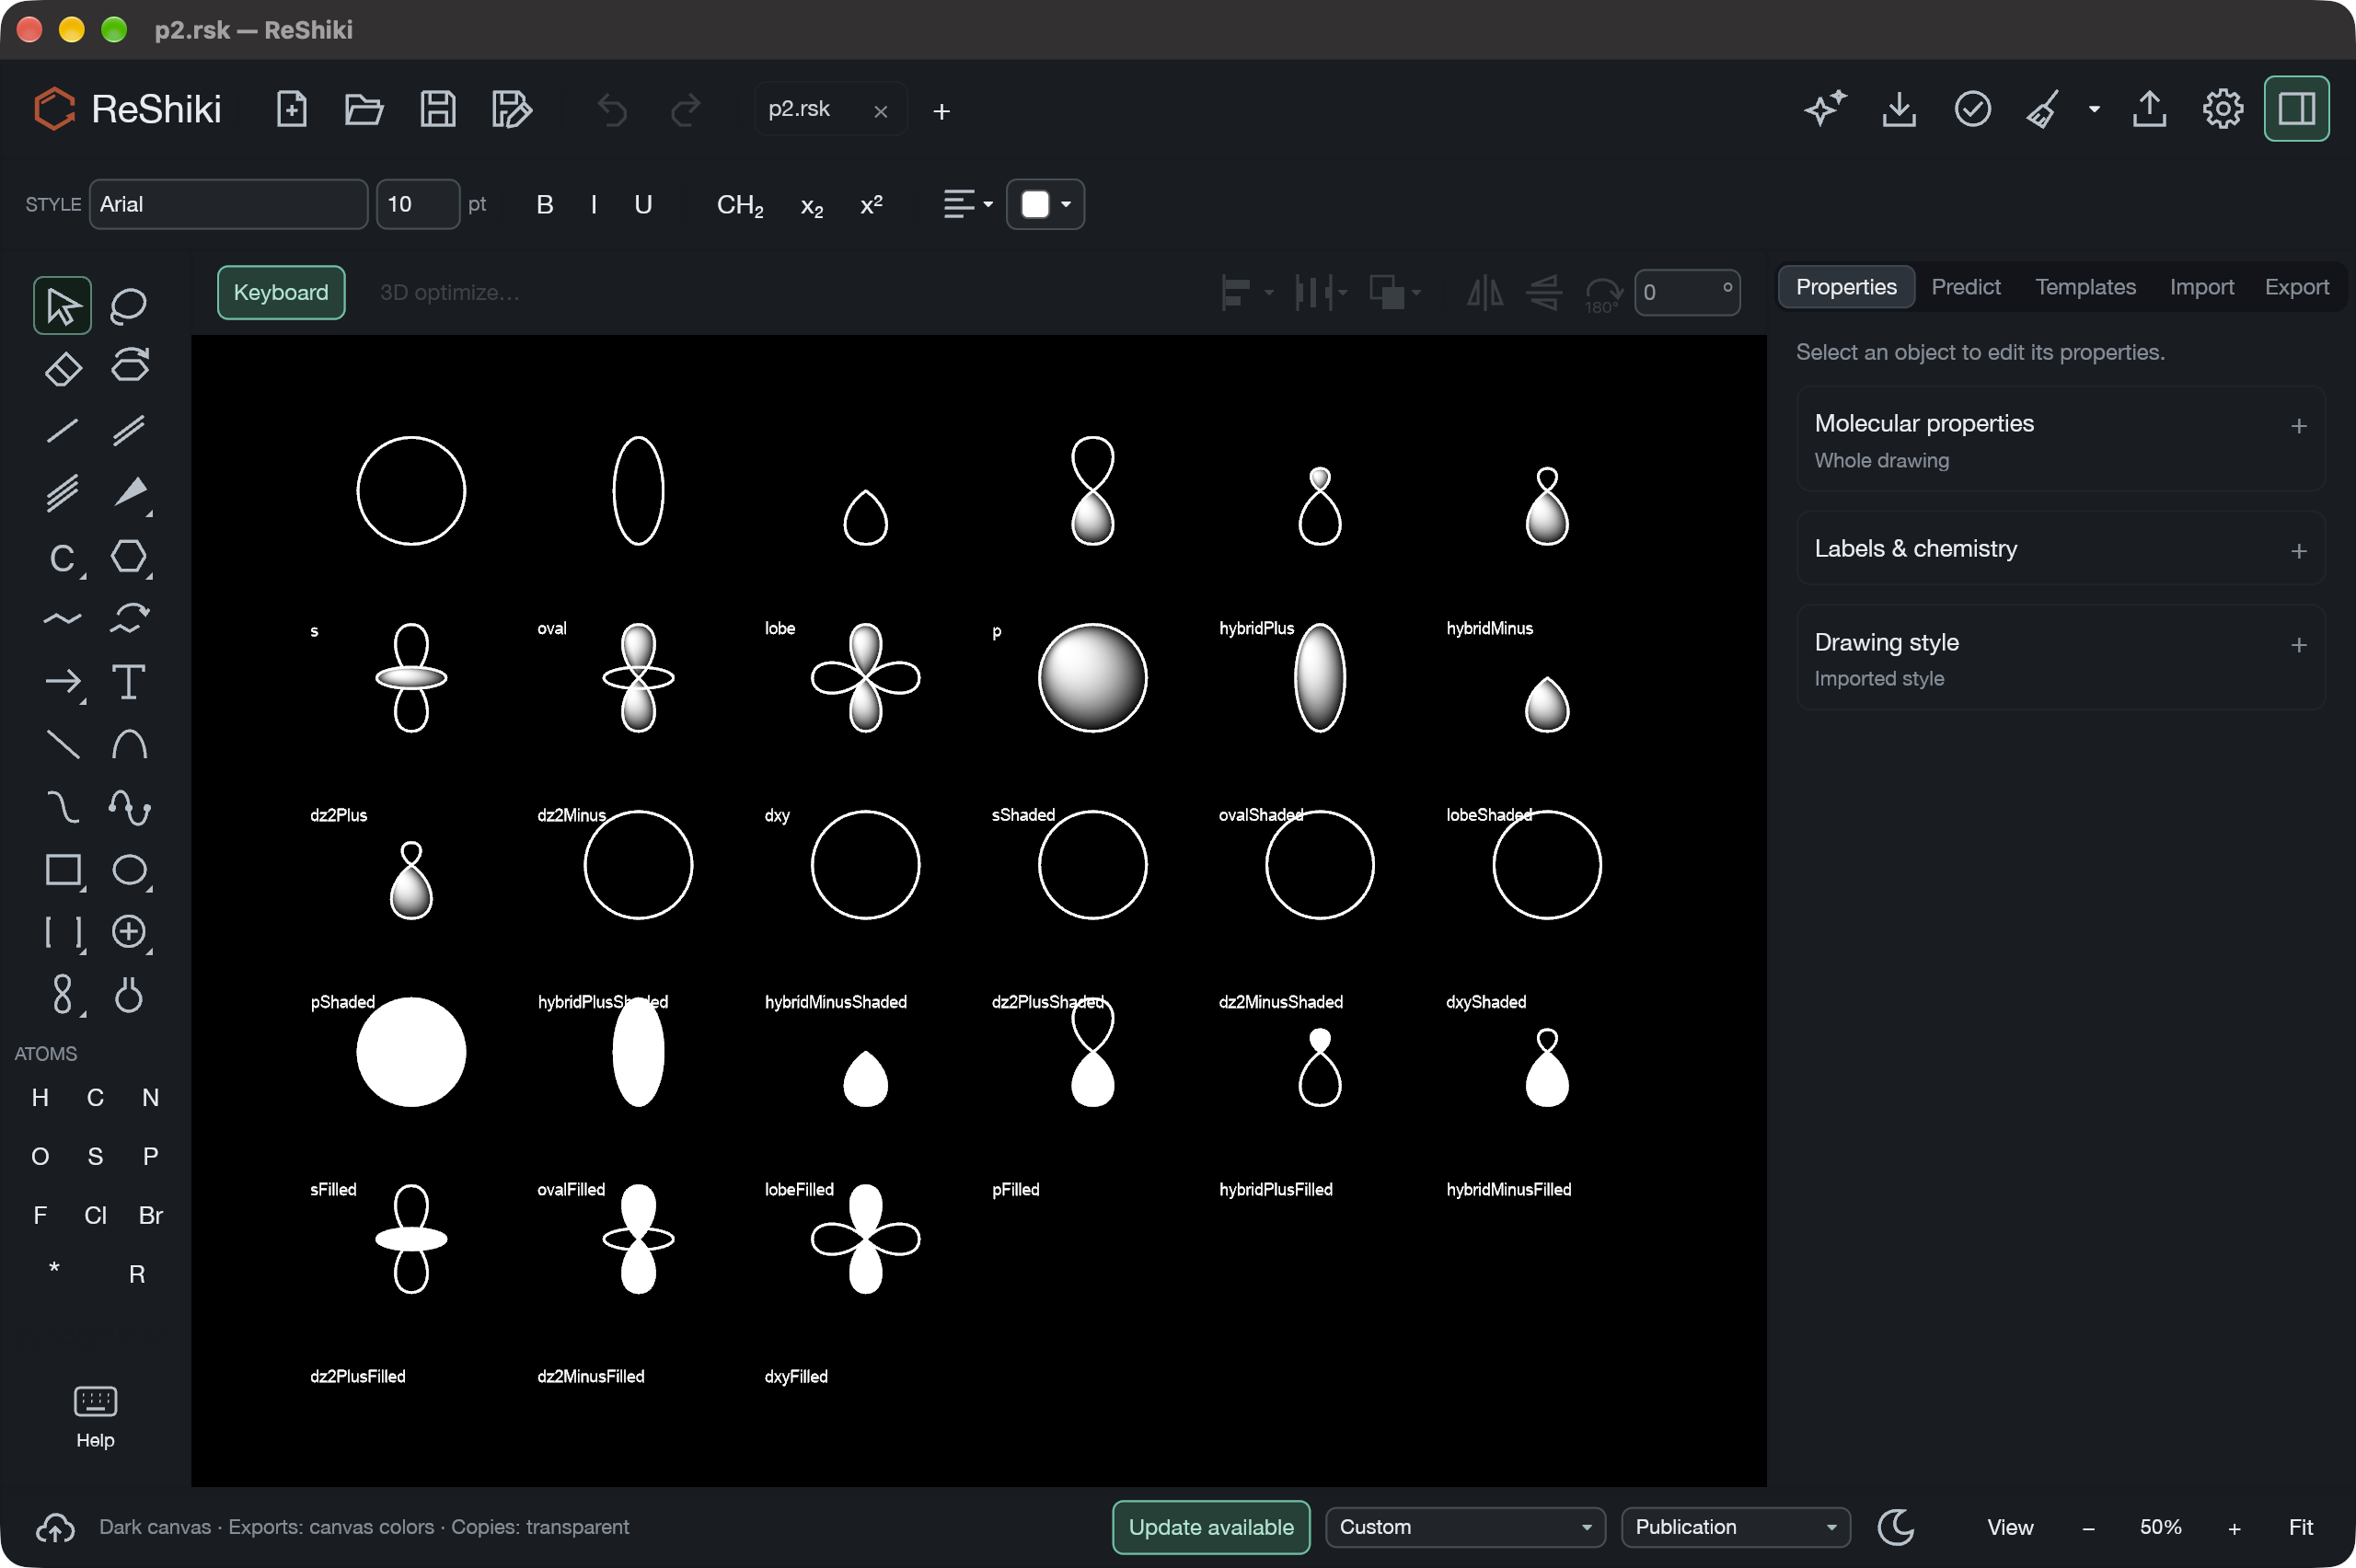 p2.rsk — ReShiki
ReShiki
p2.rsk
STYLE
Arial
10
pt
B
I
U
CH₂
x₂
x²
Keyboard
3D optimize...
180°
0
°
Properties
Predict
Templates
Import
Export
Select an object to edit its properties.
Molecular properties
Whole drawing
Labels & chemistry
Drawing style
Imported style
C
T
ATOMS
H C N
O S P
F Cl Br
* R
Help
s
oval
lobe
p
hybridPlus
hybridMinus
dz2Plus
dz2Minus
dxy
sShaded
ovalShaded
lobeShaded
pShaded
hybridPlusShaded
hybridMinusShaded
dz2PlusShaded
dz2MinusShaded
dxyShaded
sFilled
ovalFilled
lobeFilled
pFilled
hybridPlusFilled
hybridMinusFilled
dz2PlusFilled
dz2MinusFilled
dxyFilled
Dark canvas · Exports: canvas colors · Copies: transparent
Update available
Custom
Publication
View
–
50%
+
Fit